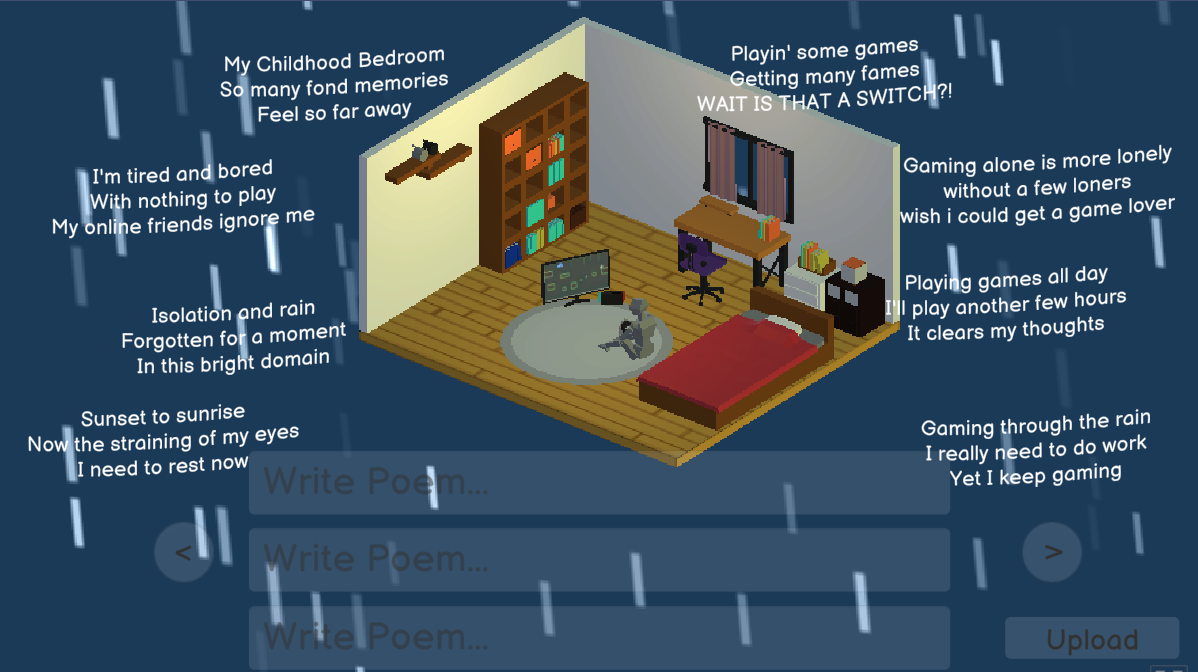 My Childhood Bedroom
So many fond memories
Feel so far away
Playin' some games
Getting many fames
WAIT IS THAT A SWITCH?!
I'm tired and bored
With nothing to play
My online friends ignore me
Gaming alone is more lonely
without a few loners
wish i could get a game lover
Isolation and rain
Forgotten for a moment
In this bright domain
Playing games all day
I'll play another few hours
It clears my thoughts
Sunset to sunrise
Now the straining of my eyes
I need to rest now
Gaming through the rain
I really need to do work
Yet I keep gaming
Write Poem...
Write Poem...
Write Poem...
<
>
Upload